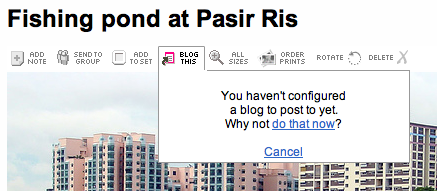 Fishing pond at Pasir Ris
ADD NOTE
SEND TO GROUP
ADD TO SET
BLOG THIS
ALL SIZES
ORDER PRINTS
ROTATE
DELETE
You haven't configured
a blog to post to yet.
Why not do that now?
Cancel